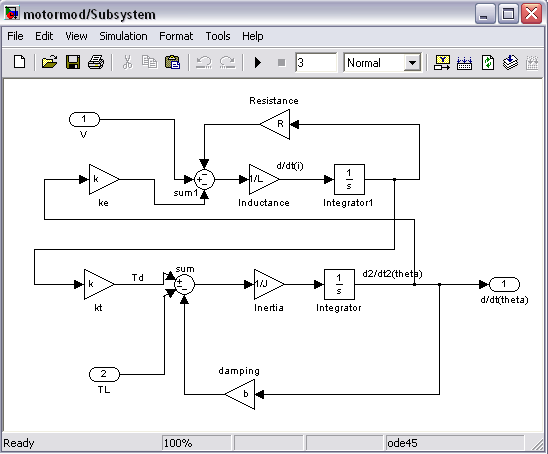 motormod/Subsystem
File Edit View Simulation Format Tools Help
3 Normal
Resistance
R
1
V
d/dt(i)
k
1/L
1
s
ke
sum1
Inductance
Integrator1
sum
d2/dt2(theta)
k
Td
1/J
1
s
1
kt
Inertia
Integrator
d/dt(theta)
damping
2
TL
b
Ready 100% ode45